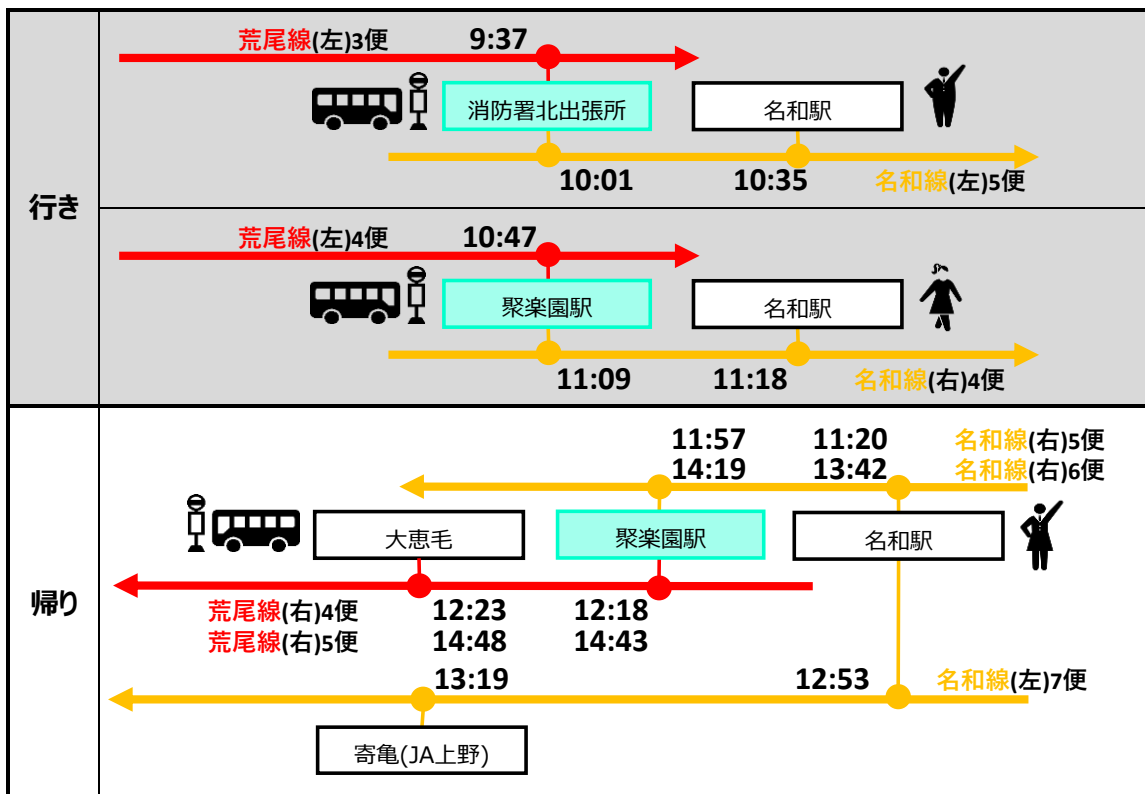 行き
荒尾線(左)3便 9:37
消防署北出張所 名和駅
10:01 10:35 名和線(左)5便
荒尾線(左)4便 10:47
聚楽園駅 名和駅
11:09 11:18 名和線(右)4便
帰り
11:57 11:20 名和線(右)5便
14:19 13:42 名和線(右)6便
大恵毛 聚楽園駅 名和駅
荒尾線(右)4便 12:23 12:18
荒尾線(右)5便 14:48 14:43
13:19 12:53 名和線(左)7便
寄亀(JA上野)